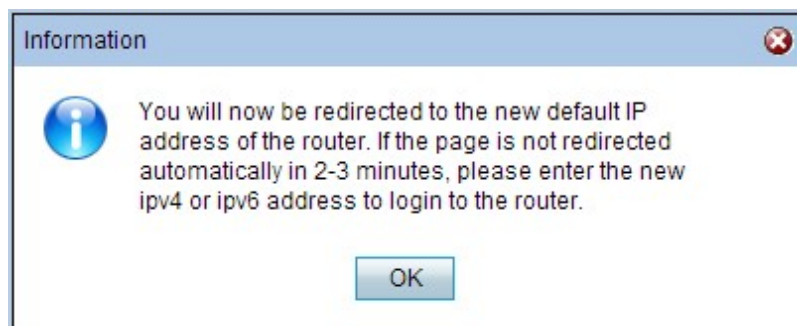 Information
You will now be redirected to the new default IP
address of the router. If the page is not redirected
automatically in 2-3 minutes, please enter the new
ipv4 or ipv6 address to login to the router.
OK